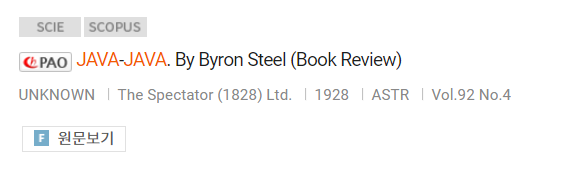 SCIE SCOPUS
PAO JAVA-JAVA. By Byron Steel (Book Review)
UNKNOWN The Spectator (1828) Ltd. 1928 ASTR Vol.92 No.4
F 원문보기